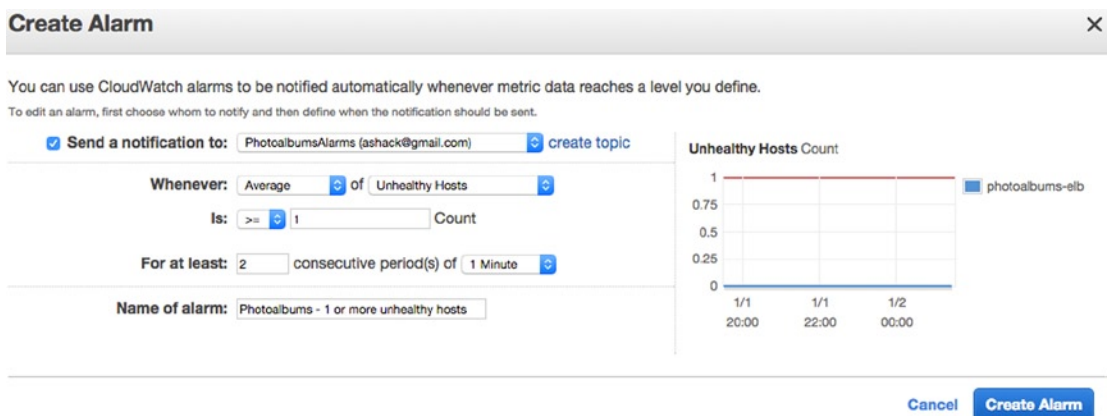 Create Alarm ×
You can use CloudWatch alarms to be notified automatically whenever metric data reaches a level you define.
To edit an alarm, first choose whom to notify and then define when the notification should be sent.
Send a notification to: PhotoalbumsAlarms (ashack@gmail.com) create topic
Whenever: Average of Unhealthy Hosts
Is: >= 1 Count
For at least: 2 consecutive period(s) of 1 Minute
Name of alarm: Photoalbums - 1 or more unhealthy hosts
Unhealthy Hosts Count
1
0.75
0.5
0.25
0
1/1 1/1 1/2
20:00 22:00 00:00
photoalbums-elb
Cancel Create Alarm